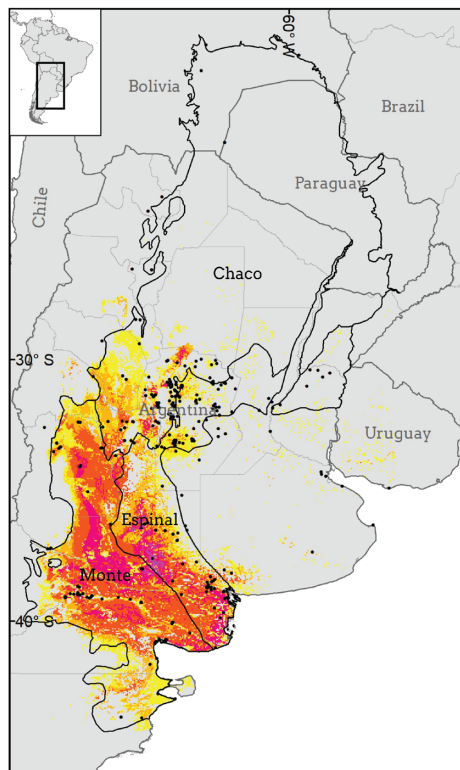 60° W
Bolivia
Brazil
Paraguay
Chile
Chaco
-30° S
Argentina
Uruguay
Espinal
Monte
-40° S